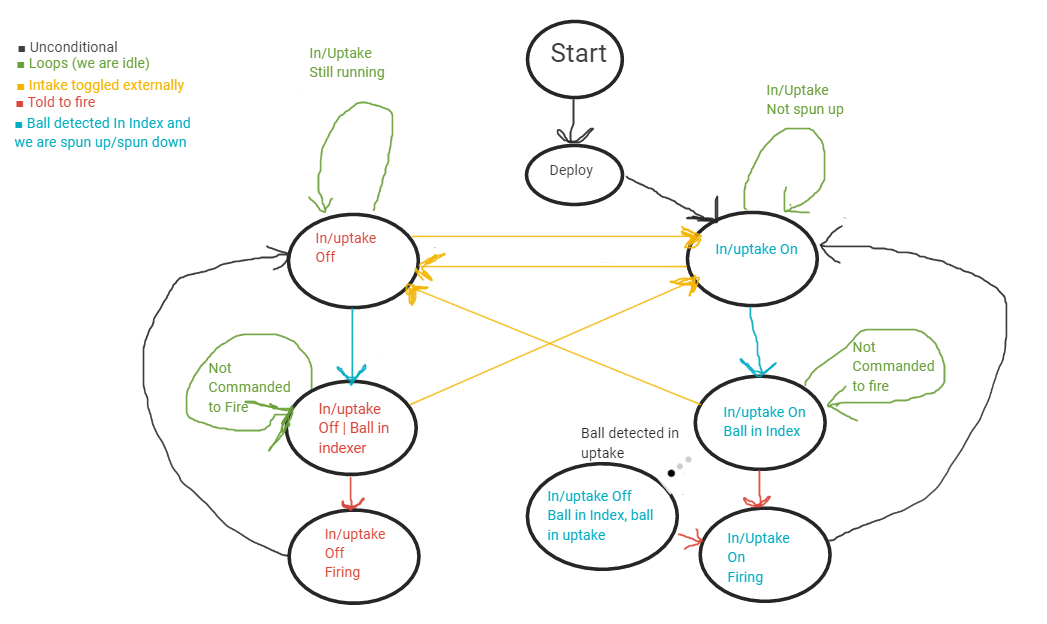 Unconditional
Loops (we are idle)
Intake toggled externally
Told to fire
Ball detected In Index and
we are spun up/spun down
In/Uptake
Still running
Start
In/Uptake
Not spun up
Deploy
In/uptake
Off
In/uptake On
Not
Commanded
to Fire
In/uptake
Off | Ball in
indexer
In/uptake On
Ball in Index
Not
Commanded
to fire
Ball detected in
uptake
In/uptake Off
Ball in Index, ball
in uptake
In/uptake
Off
Firing
In/Uptake
On
Firing